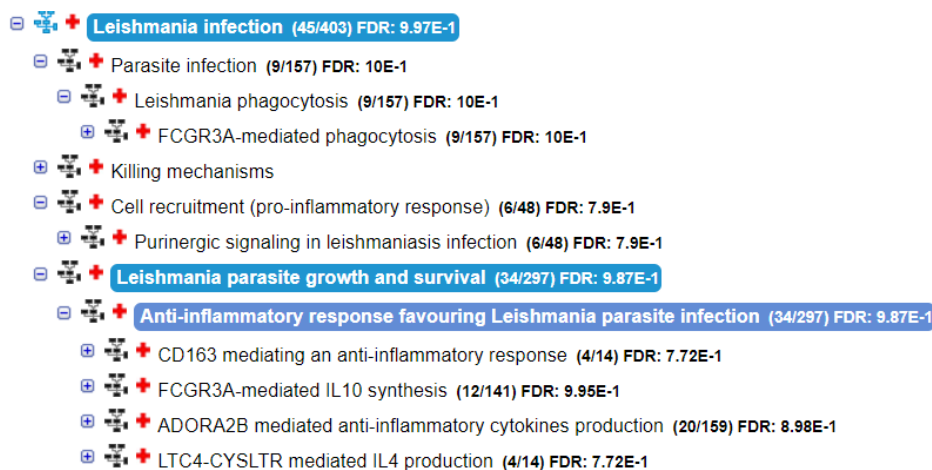 Leishmania infection (45/403) FDR: 9.97E-1
Parasite infection (9/157) FDR: 10E-1
Leishmania phagocytosis (9/157) FDR: 10E-1
FCGR3A-mediated phagocytosis (9/157) FDR: 10E-1
Killing mechanisms
Cell recruitment (pro-inflammatory response) (6/48) FDR: 7.9E-1
Purinergic signaling in leishmaniasis infection (6/48) FDR: 7.9E-1
Leishmania parasite growth and survival (34/297) FDR: 9.87E-1
Anti-inflammatory response favouring Leishmania parasite infection (34/297) FDR: 9.87E-1
CD163 mediating an anti-inflammatory response (4/14) FDR: 7.72E-1
FCGR3A-mediated IL10 synthesis (12/141) FDR: 9.95E-1
ADORA2B mediated anti-inflammatory cytokines production (20/159) FDR: 8.98E-1
LTC4-CYSLTR mediated IL4 production (4/14) FDR: 7.72E-1